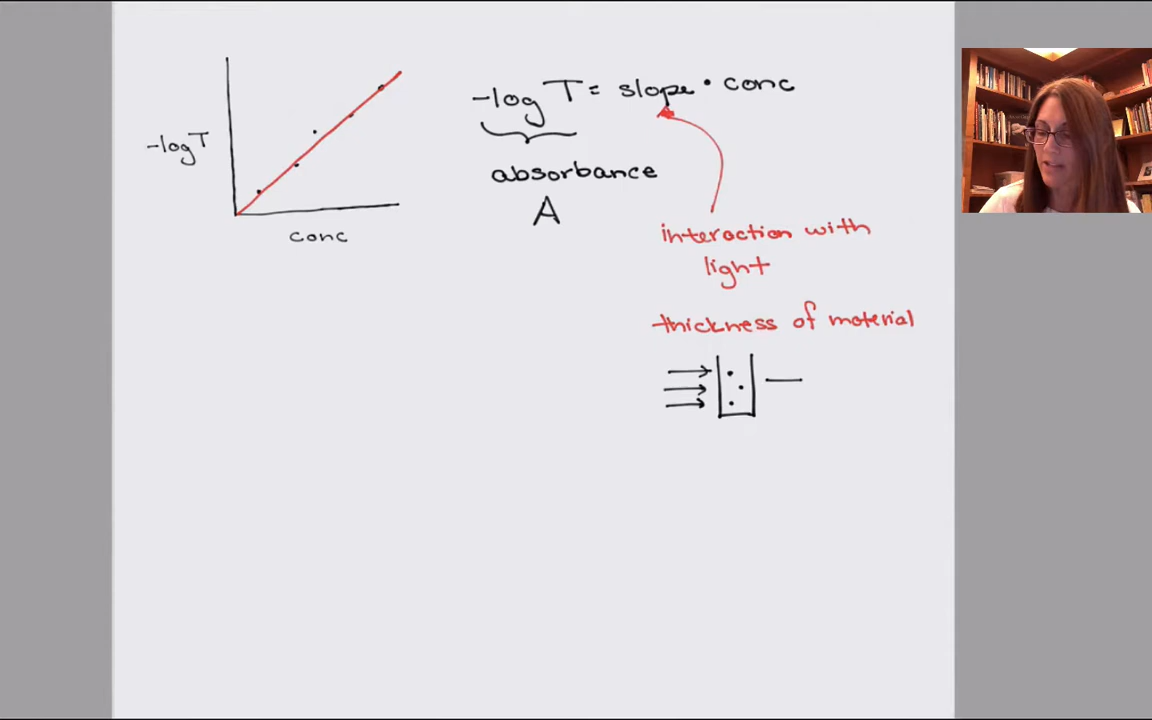 -log T
conc
-log T = slope • conc
absorbance
A
interaction with
light
thickness of material